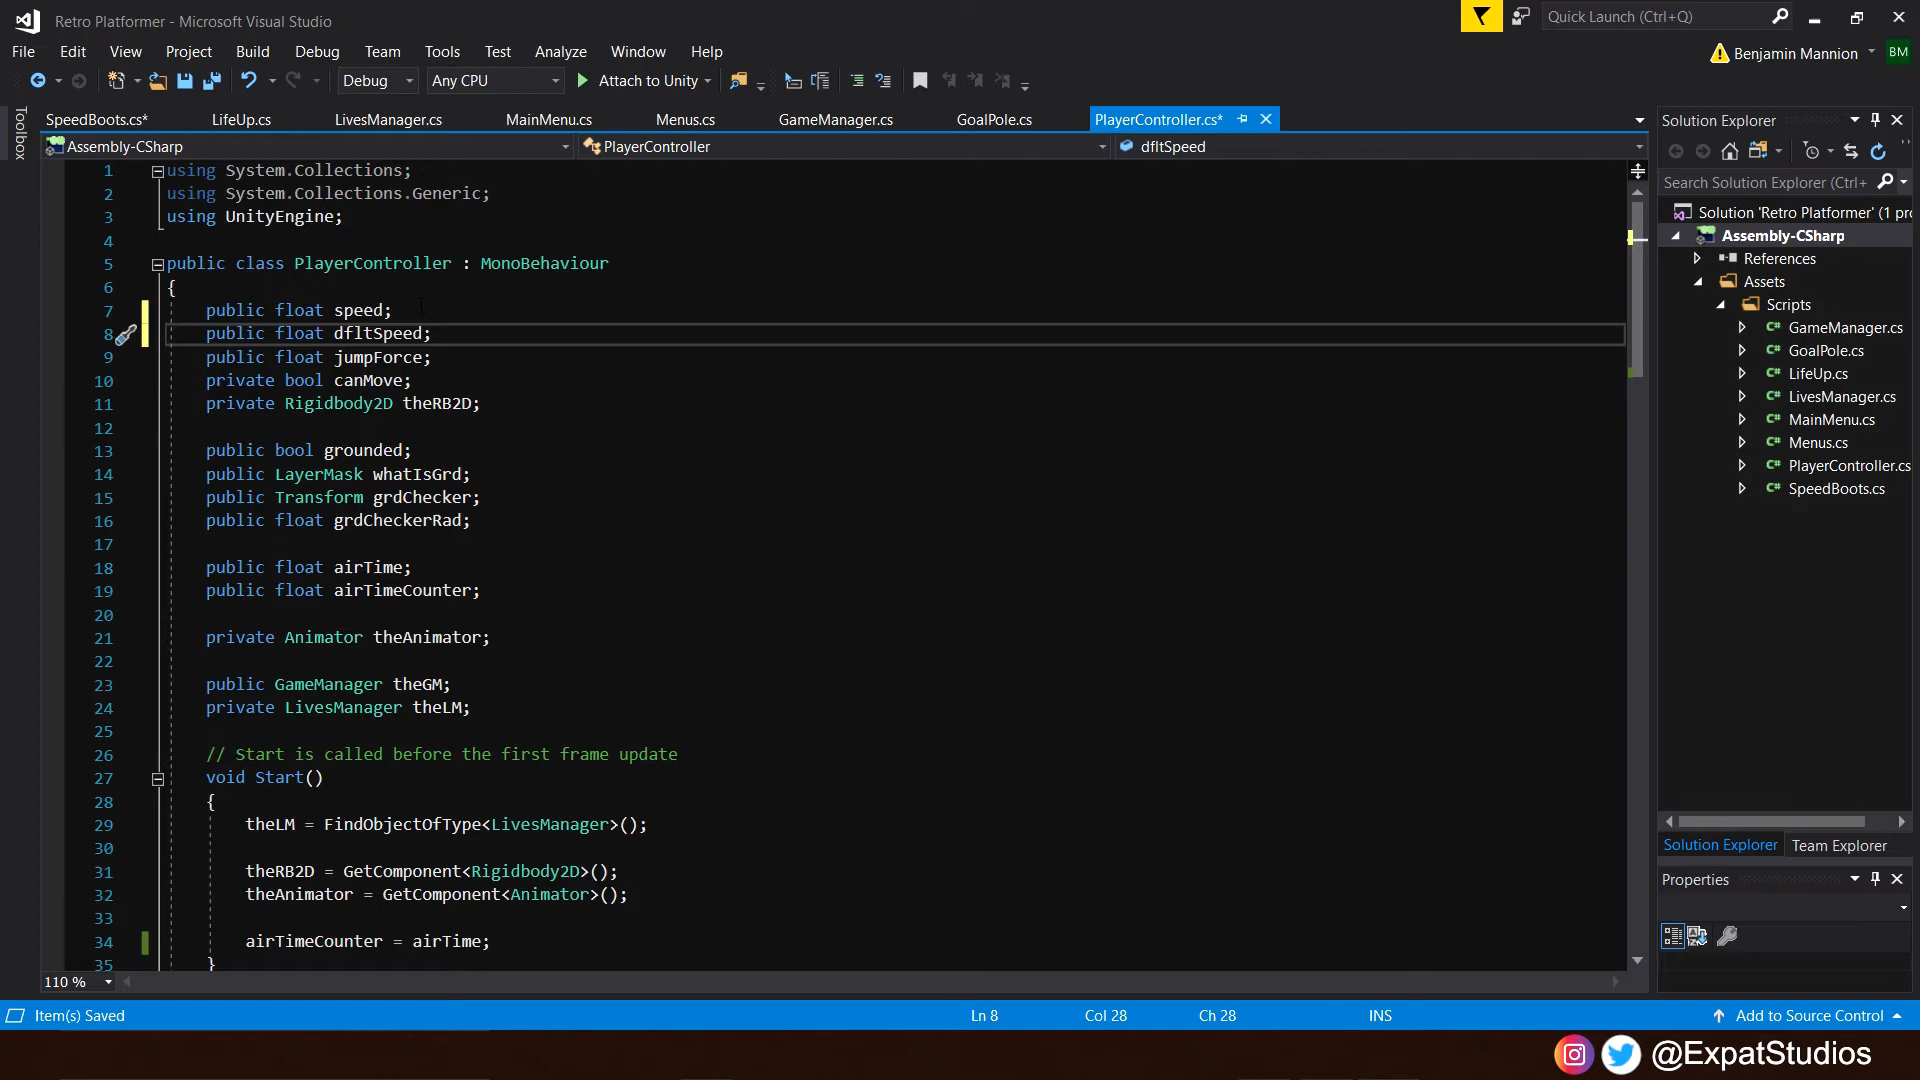 Retro Platformer - Microsoft Visual Studio
Quick Launch (Ctrl+Q)
File Edit View Project Build Debug Team Tools Test Analyze Window Help
Benjamin Mannion BM
Debug Any CPU Attach to Unity
Toolbox
SpeedBoots.cs* LifeUp.cs LivesManager.cs MainMenu.cs Menus.cs GameManager.cs GoalPole.cs PlayerController.cs*
Assembly-CSharp PlayerController dfltSpeed
1 using System.Collections;
2 using System.Collections.Generic;
3 using UnityEngine;
4
5 public class PlayerController : MonoBehaviour
6 {
7 public float speed;
8 public float dfltSpeed;
9 public float jumpForce;
10 private bool canMove;
11 private Rigidbody2D theRB2D;
12
13 public bool grounded;
14 public LayerMask whatIsGrd;
15 public Transform grdChecker;
16 public float grdCheckerRad;
17
18 public float airTime;
19 public float airTimeCounter;
20
21 private Animator theAnimator;
22
23 public GameManager theGM;
24 private LivesManager theLM;
25
26 // Start is called before the first frame update
27 void Start()
28 {
29 theLM = FindObjectOfType<LivesManager>();
30
31 theRB2D = GetComponent<Rigidbody2D>();
32 theAnimator = GetComponent<Animator>();
33
34 airTimeCounter = airTime;
35 }
110 %
Solution Explorer
Search Solution Explorer (Ctrl+
Solution 'Retro Platformer' (1 pro
Assembly-CSharp
References
Assets
Scripts
C# GameManager.cs
C# GoalPole.cs
C# LifeUp.cs
C# LivesManager.cs
C# MainMenu.cs
C# Menus.cs
C# PlayerController.cs
C# SpeedBoots.cs
Solution Explorer Team Explorer
Properties
Item(s) Saved Ln 8 Col 28 Ch 28 INS Add to Source Control
@ExpatStudios